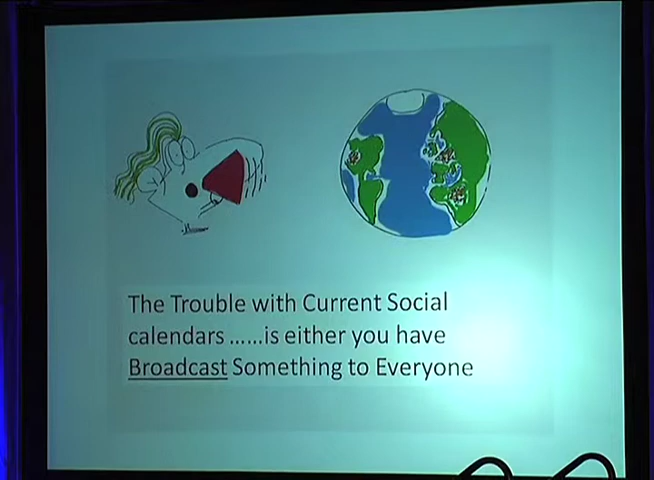 The Trouble with Current Social
calendars ......is either you have
Broadcast Something to Everyone